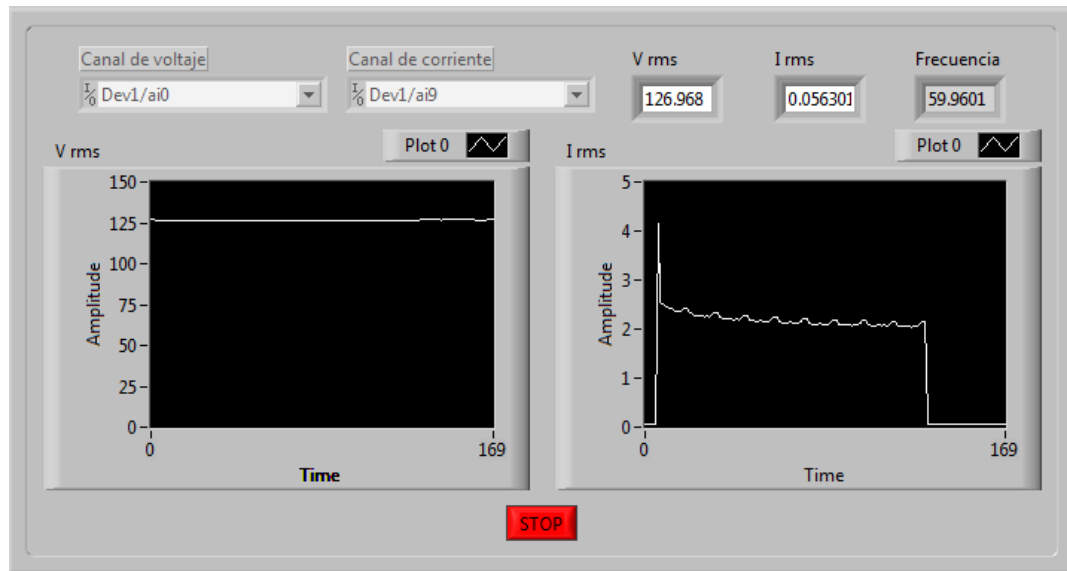 Canal de voltaje Canal de corriente V rms I rms Frecuencia
I/0 Dev1/ai0 I/0 Dev1/ai9 126.968 0.056301 59.9601
V rms Plot 0 I rms Plot 0
150 5
125 4
100 3
75 2
50 1
25 0
0
Amplitude Amplitude
0 169 0 169
Time Time
STOP